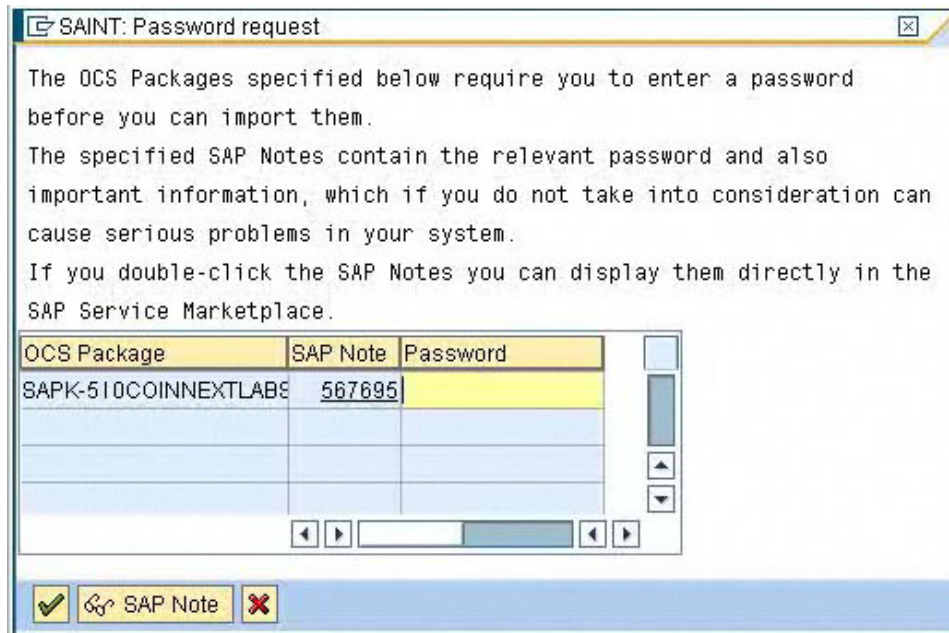 SAINT: Password request
The OCS Packages specified below require you to enter a password
before you can import them.
The specified SAP Notes contain the relevant password and also
important information, which if you do not take into consideration can
cause serious problems in your system.
If you double-click the SAP Notes you can display them directly in the
SAP Service Marketplace.
OCS Package SAP Note Password
SAPK-510COINNEXTLABS 567695
SAP Note